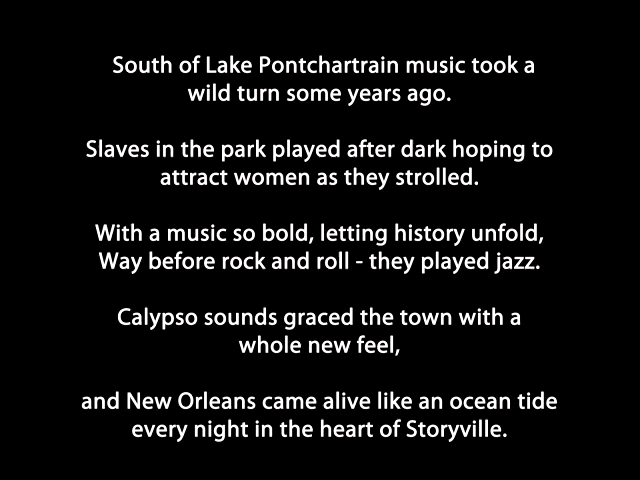 South of Lake Pontchartrain music took a
wild turn some years ago.
Slaves in the park played after dark hoping to
attract women as they strolled.
With a music so bold, letting history unfold,
Way before rock and roll - they played jazz.
Calypso sounds graced the town with a
whole new feel,
and New Orleans came alive like an ocean tide
every night in the heart of Storyville.